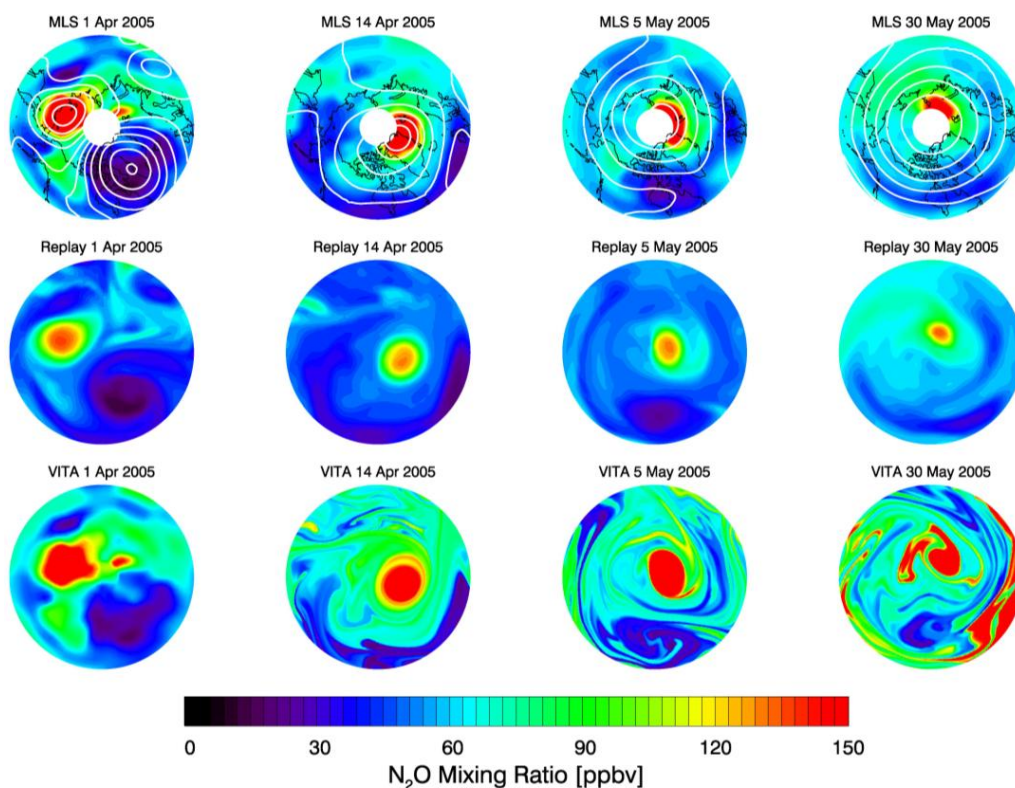 MLS 1 Apr 2005 MLS 14 Apr 2005 MLS 5 May 2005 MLS 30 May 2005
Replay 1 Apr 2005 Replay 14 Apr 2005 Replay 5 May 2005 Replay 30 May 2005
VITA 1 Apr 2005 VITA 14 Apr 2005 VITA 5 May 2005 VITA 30 May 2005
0 30 60 90 120 150
N₂O Mixing Ratio [ppbv]